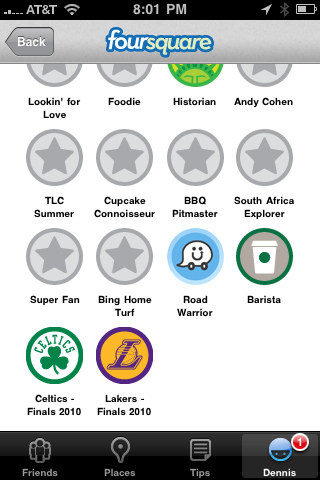 AT&T 8:01 PM
Back foursquare
Lookin' for Love
Foodie
Historian
Andy Cohen
TLC Summer
Cupcake Connoisseur
BBQ Pitmaster
South Africa Explorer
Super Fan
Bing Home Turf
Road Warrior
Barista
CELTICS
L
Celtics - Finals 2010
Lakers - Finals 2010
1
Friends Places Tips Dennis